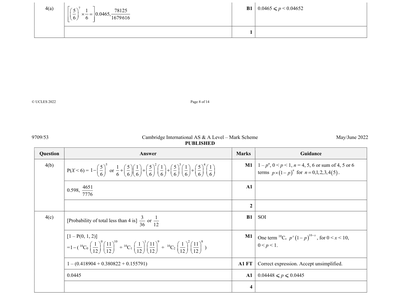 4(a) [(5/6)^7 × 1/6 =] 0.0465, 78125/1679616 B1 0.0465 ⩽ p < 0.04652
1
© UCLES 2022 Page 8 of 14
9709/53 Cambridge International AS & A Level – Mark Scheme May/June 2022
PUBLISHED
Question Answer Marks Guidance
4(b) P(X < 6) = 1 – (5/6)^5 or 1/6 + (5/6)(1/6) + (5/6)^2(1/6) + (5/6)^3(1/6) + (5/6)^4(1/6) M1 1 – p^n, 0 < p < 1, n = 4, 5, 6 or sum of 4, 5 or 6
terms p × (1 – p)^n for n = 0,1,2,3,4(5).
0.598, 4651/7776 A1
2
4(c) [Probability of total less than 4 is] 3/36 or 1/12 B1 SOI
[1 – P(0, 1, 2)] M1 One term ^10C_x p^x(1 – p)^10–x, for 0 < x < 10,
= 1 – ( ^10C_0 (1/12)^0(11/12)^10 + ^10C_1 (1/12)^1(11/12)^9 + ^10C_2 (1/12)^2(11/12)^8 ) 0 < p < 1.
1 – (0.418904 + 0.380822 + 0.155791) A1 FT Correct expression. Accept unsimplified.
0.0445 A1 0.04448 ⩽ p ⩽ 0.0445
4